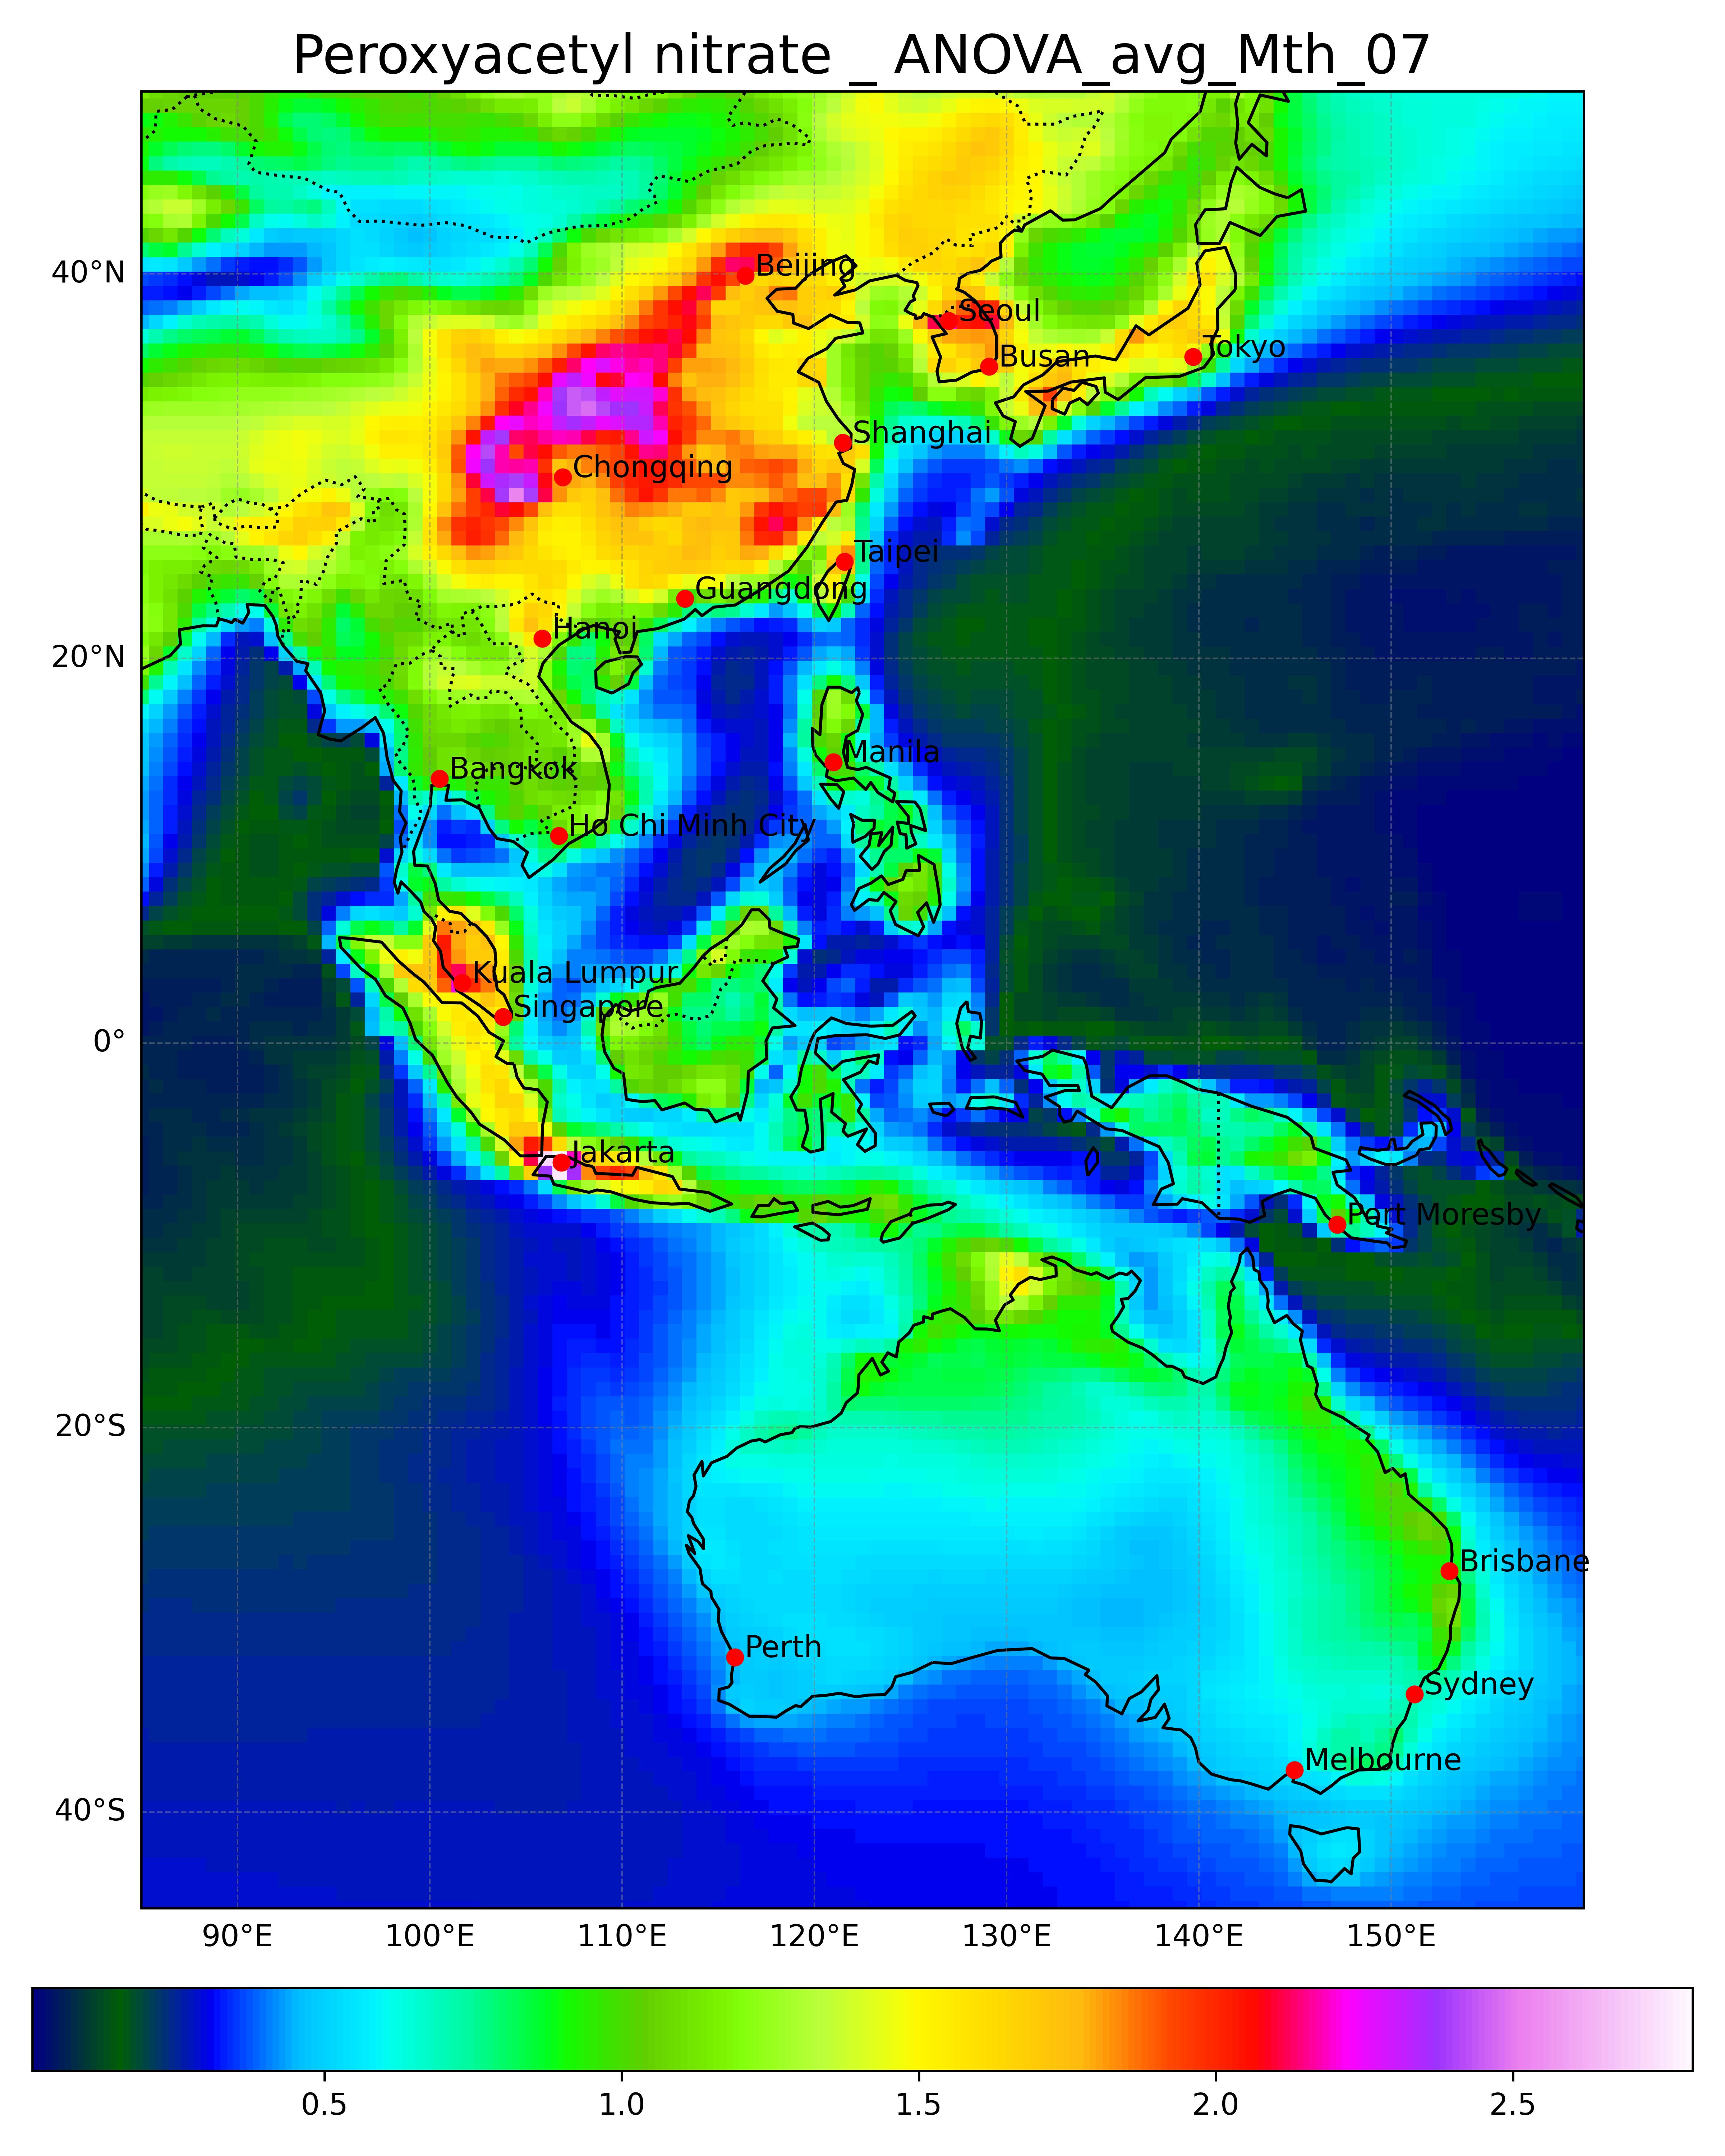 Peroxyacetyl nitrate _ ANOVA_avg_Mth_07
40°N
20°N
0°
20°S
40°S
Beijing
Seoul
Tokyo
Busan
Shanghai
Chongqing
Taipei
Guangdong
Hanoi
Manila
Bangkok
Ho Chi Minh City
Kuala Lumpur
Singapore
Jakarta
Port Moresby
Brisbane
Perth
Sydney
Melbourne
90°E 100°E 110°E 120°E 130°E 140°E 150°E
0.5 1.0 1.5 2.0 2.5